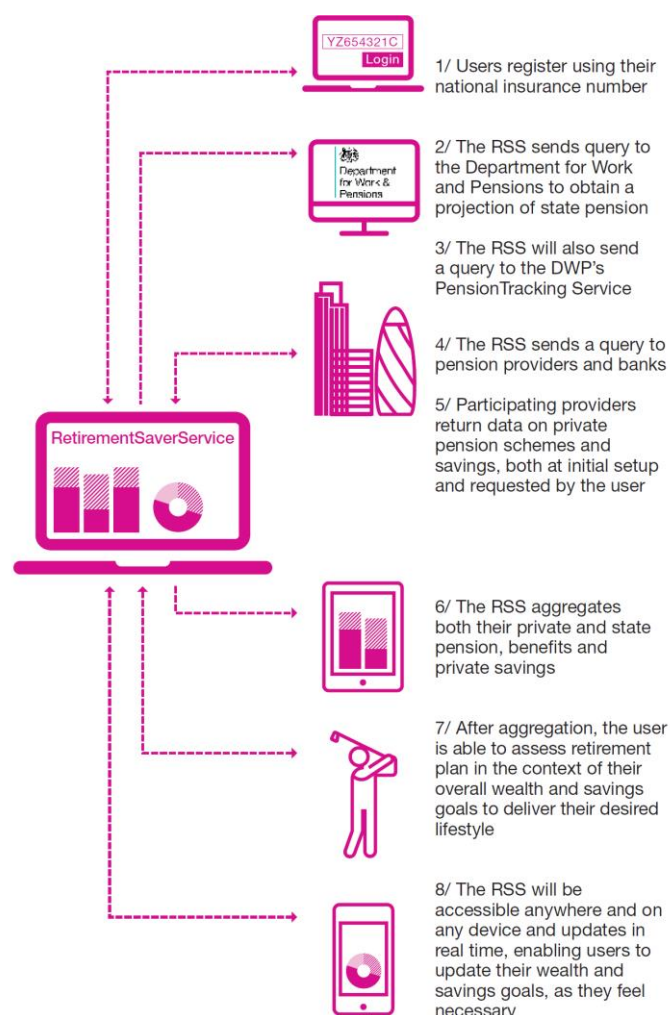 YZ654321C
Login
1/ Users register using their
national insurance number
Department
for Work &
Pensions
2/ The RSS sends query to
the Department for Work
and Pensions to obtain a
projection of state pension
3/ The RSS will also send
a query to the DWP's
PensionTracking Service
4/ The RSS sends a query to
pension providers and banks
5/ Participating providers
return data on private
pension schemes and
savings, both at initial setup
and requested by the user
RetirementSaverService
6/ The RSS aggregates
both their private and state
pension, benefits and
private savings
7/ After aggregation, the user
is able to assess retirement
plan in the context of their
overall wealth and savings
goals to deliver their desired
lifestyle
8/ The RSS will be
accessible anywhere and on
any device and updates in
real time, enabling users to
update their wealth and
savings goals, as they feel
necessary